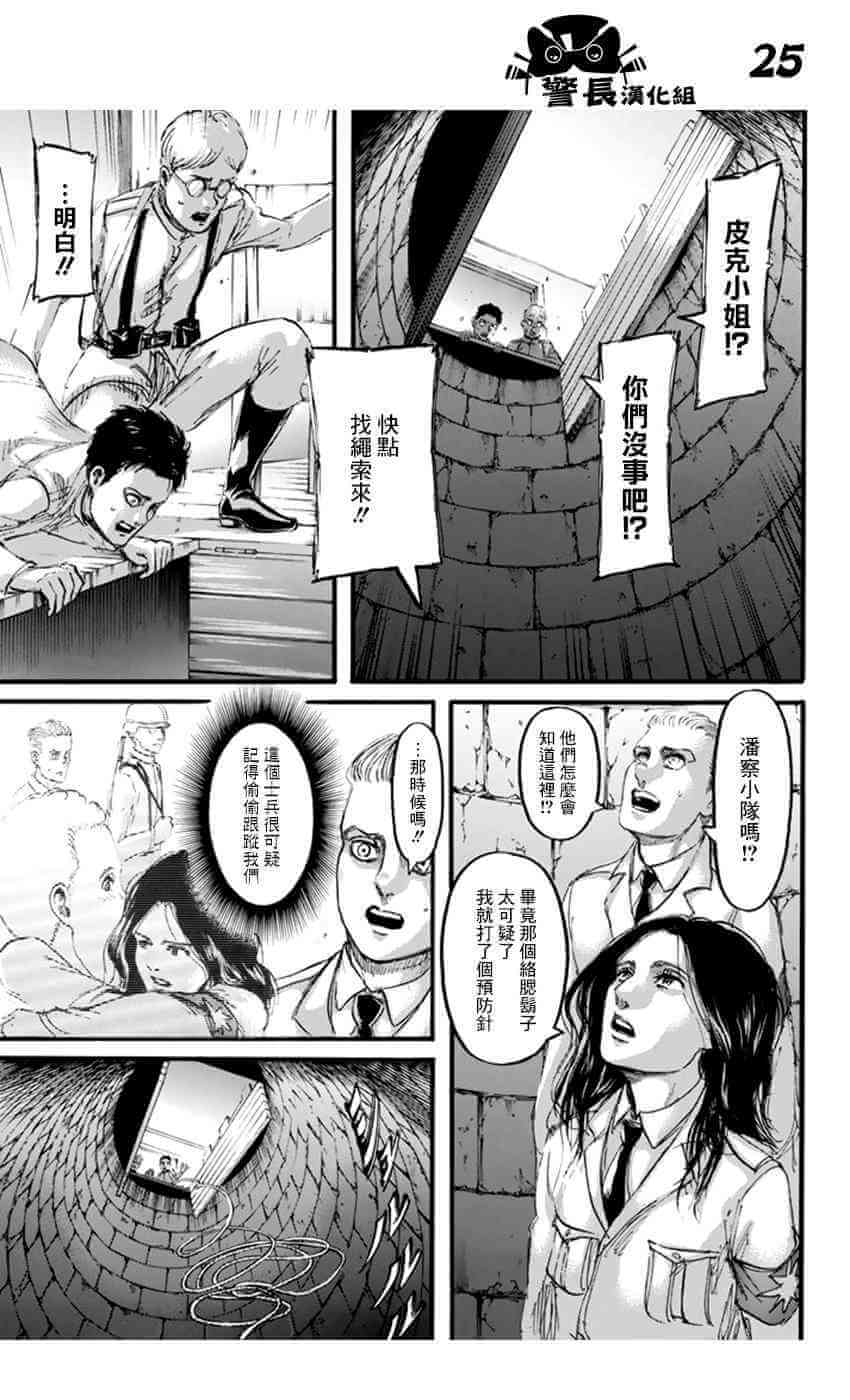 警長漢化組
25
皮克小姐!?
你們沒事吧!?
快點
找繩索來!!
…明白!!
潘察小隊嗎!?
他們怎麼會
知道這裡!?
畢竟那個絡腮鬍子
太可疑了
我就打了個預防針
…那時候嗎!!
這個士兵很可疑
記得偷偷跟蹤我們